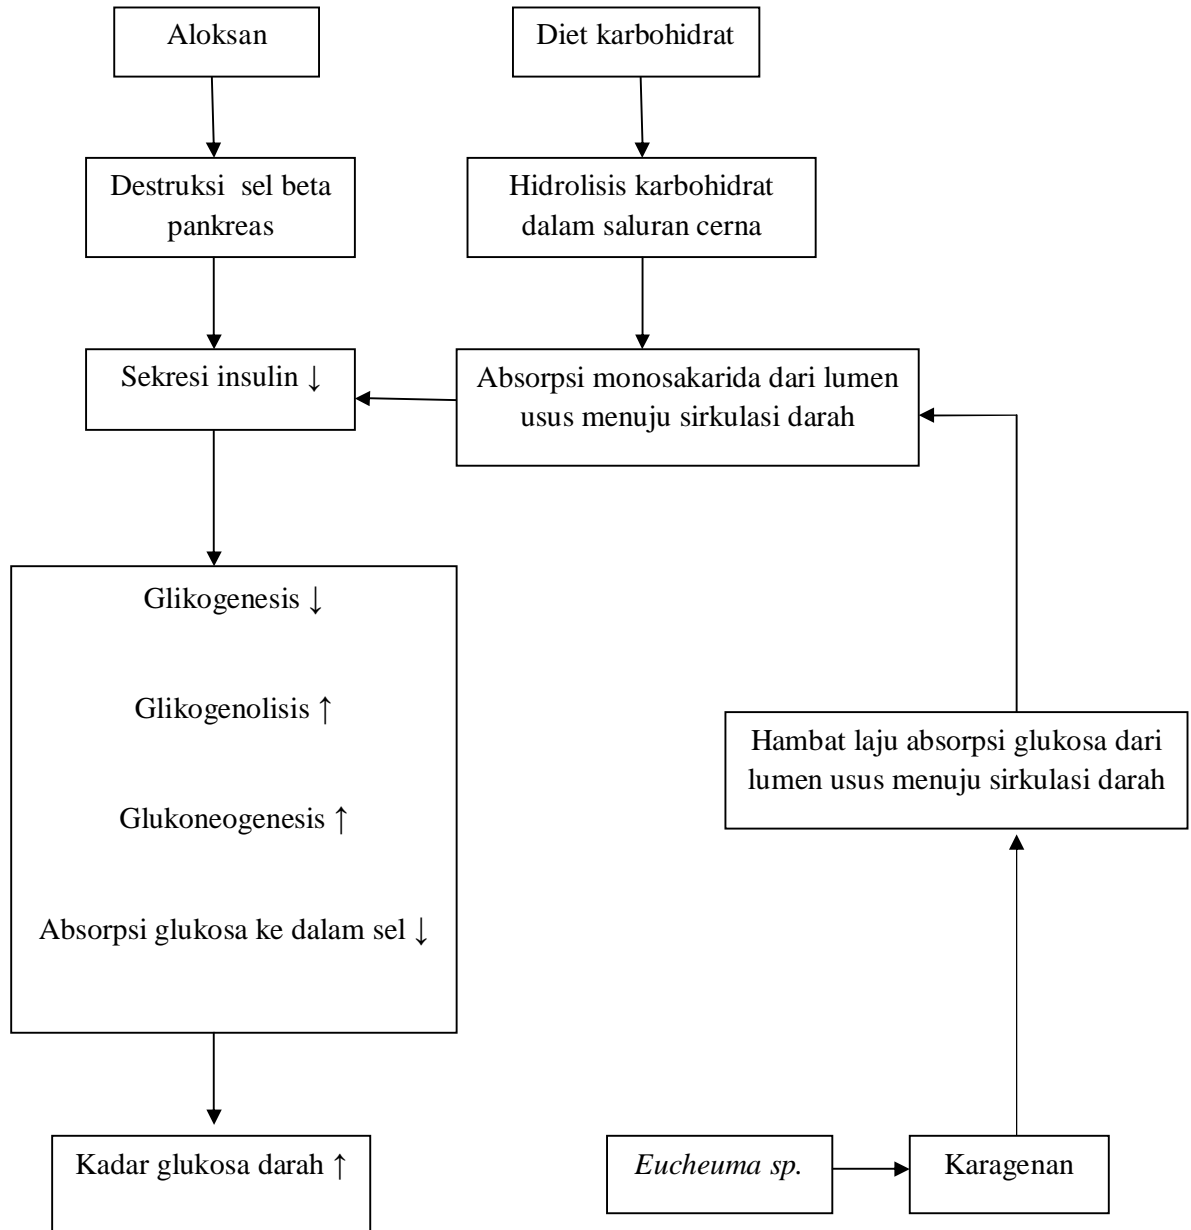 Aloksan
Diet karbohidrat
Destruksi sel beta
pankreas
Hidrolisis karbohidrat
dalam saluran cerna
Sekresi insulin ↓
Absorpsi monosakarida dari lumen
usus menuju sirkulasi darah
Glikogenesis ↓
Glikogenolisis ↑
Glukoneogenesis ↑
Absorpsi glukosa ke dalam sel ↓
Hambat laju absorpsi glukosa dari
lumen usus menuju sirkulasi darah
Kadar glukosa darah ↑
Eucheuma sp.
Karagenan